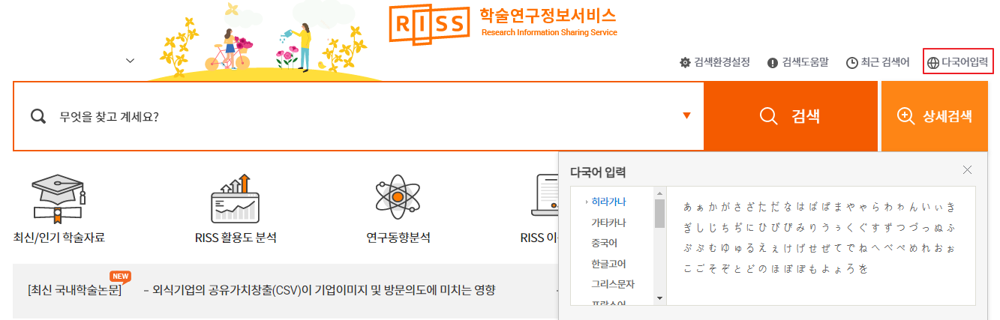 RISS 학술연구정보서비스
Research Information Sharing Service
검색환경설정 검색도움말 최근 검색어 다국어입력
무엇을 찾고 계세요? 검색 상세검색
다국어 입력
히라가나
가타카나
중국어
한글고어
그리스문자
あぁかがさざただなはばぱまやゃらわゎんいぃき
ぎしじちぢにひびぴみりうぅくぐすずつづっぬふ
ぶぷむゆゅるえぇけげせぜてでねへべぺめれおぉ
こごそぞとどのほぼぽもよょろを
최신/인기 학술자료 RISS 활용도 분석 연구동향분석 RISS 이
NEW
[최신 국내학술논문] - 외식기업의 공유가치창출(CSV)이 기업이미지 및 방문의도에 미치는 영향